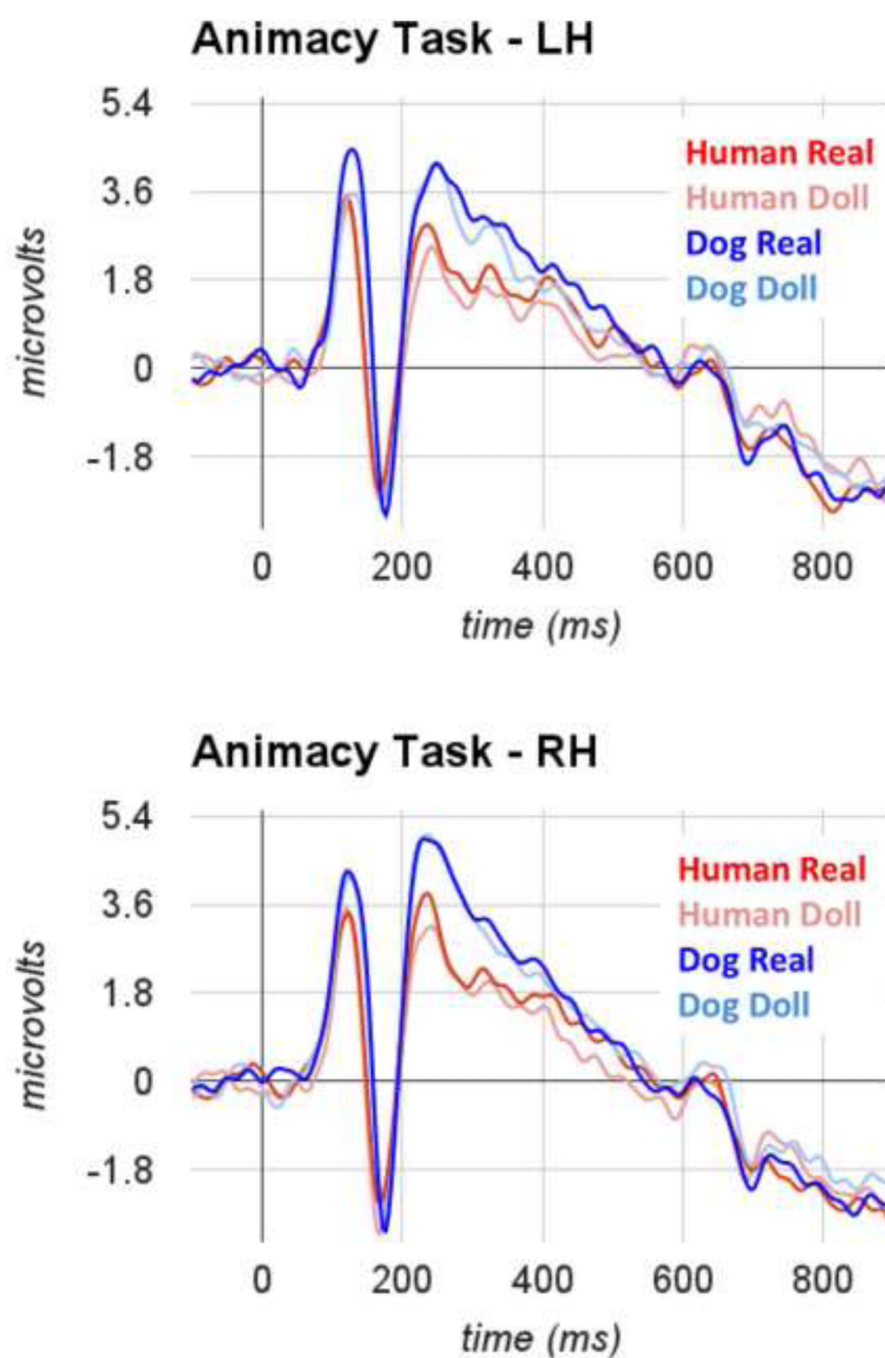 Animacy Task - LH
5.4
3.6
1.8
0
-1.8
microvolts
Human Real
Human Doll
Dog Real
Dog Doll
0 200 400 600 800
time (ms)
Animacy Task - RH
5.4
3.6
1.8
0
-1.8
microvolts
Human Real
Human Doll
Dog Real
Dog Doll
0 200 400 600 800
time (ms)